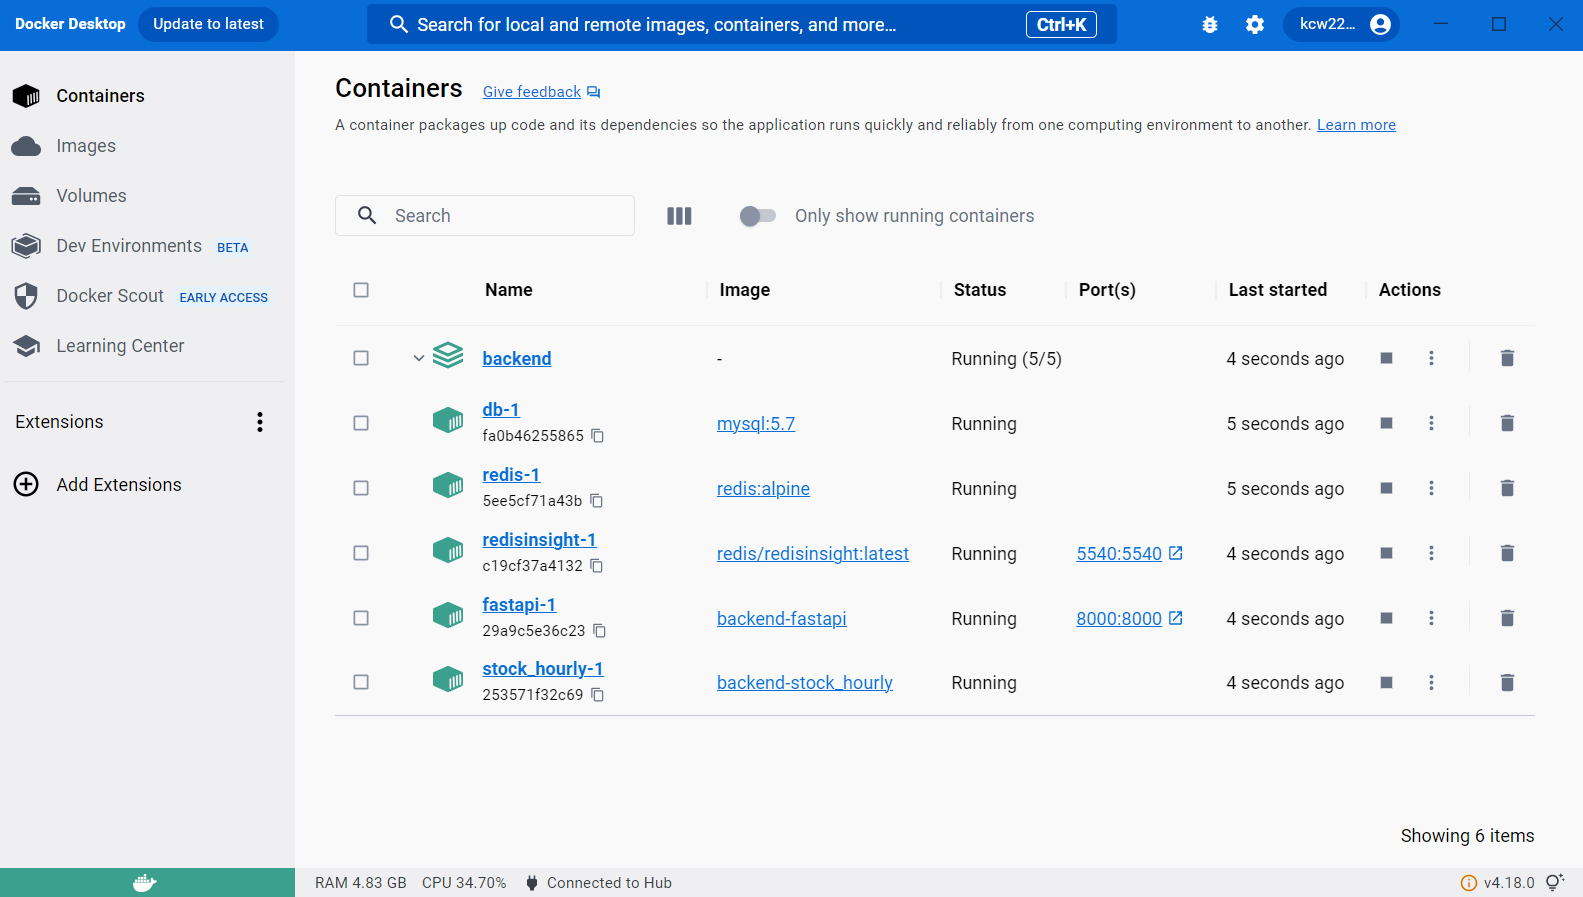 Docker Desktop Update to latest Search for local and remote images, containers, and more... Ctrl+K kcw22...
Containers
Images
Volumes
Dev Environments BETA
Docker Scout EARLY ACCESS
Learning Center
Extensions
Add Extensions
Containers Give feedback
A container packages up code and its dependencies so the application runs quickly and reliably from one computing environment to another. Learn more
Search Only show running containers
Name Image Status Port(s) Last started Actions
backend - Running (5/5) 4 seconds ago
db-1
fa0b46255865 mysql:5.7 Running 5 seconds ago
redis-1
5ee5cf71a43b redis:alpine Running 5 seconds ago
redisinsight-1
c19cf37a4132 redis/redisinsight:latest Running 5540:5540 4 seconds ago
fastapi-1
29a9c5e36c23 backend-fastapi Running 8000:8000 4 seconds ago
stock_hourly-1
253571f32c69 backend-stock_hourly Running 4 seconds ago
Showing 6 items
RAM 4.83 GB CPU 34.70% Connected to Hub v4.18.0